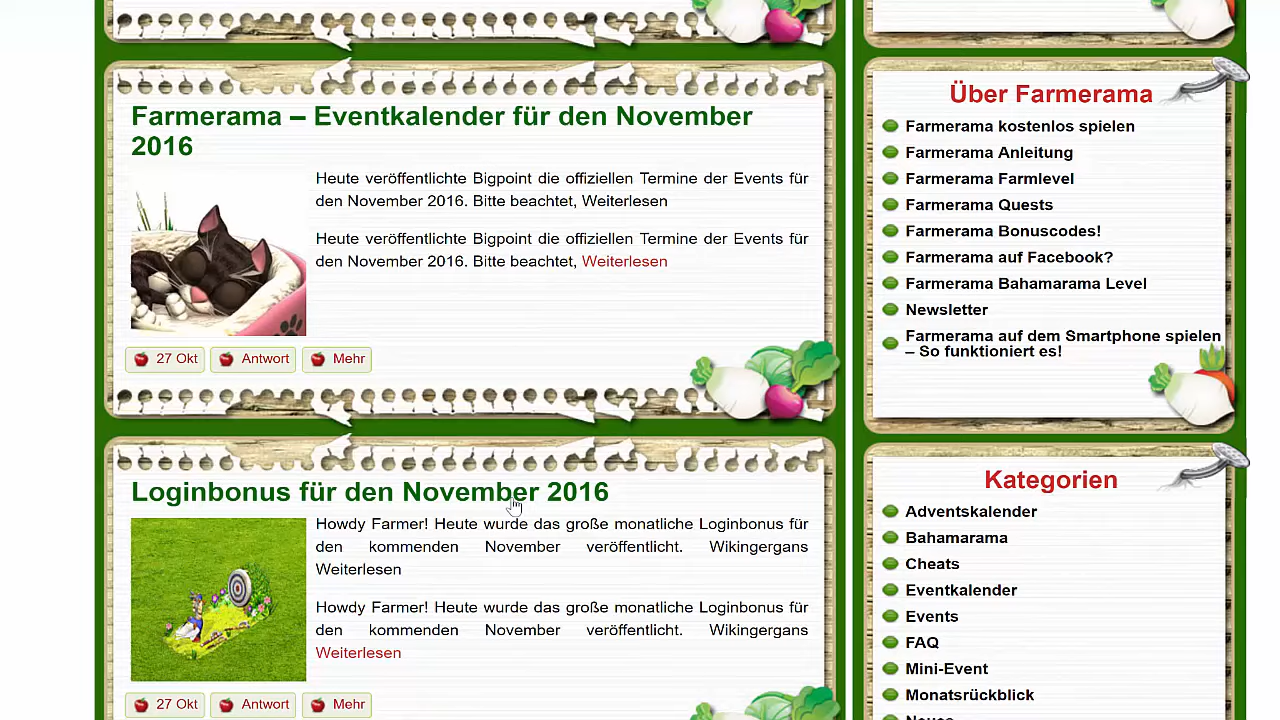 Farmerama – Eventkalender für den November
2016
Heute veröffentlichte Bigpoint die offiziellen Termine der Events für
den November 2016. Bitte beachtet, Weiterlesen
Heute veröffentlichte Bigpoint die offiziellen Termine der Events für
den November 2016. Bitte beachtet, Weiterlesen
27 Okt
Antwort
Mehr
Loginbonus für den November 2016
Howdy Farmer! Heute wurde das große monatliche Loginbonus für
den kommenden November veröffentlicht. Wikingergans
Weiterlesen
Howdy Farmer! Heute wurde das große monatliche Loginbonus für
den kommenden November veröffentlicht. Wikingergans
Weiterlesen
27 Okt
Antwort
Mehr
Über Farmerama
Farmerama kostenlos spielen
Farmerama Anleitung
Farmerama Farmlevel
Farmerama Quests
Farmerama Bonuscodes!
Farmerama auf Facebook?
Farmerama Bahamarama Level
Newsletter
Farmerama auf dem Smartphone spielen
– So funktioniert es!
Kategorien
Adventskalender
Bahamarama
Cheats
Eventkalender
Events
FAQ
Mini-Event
Monatsrückblick